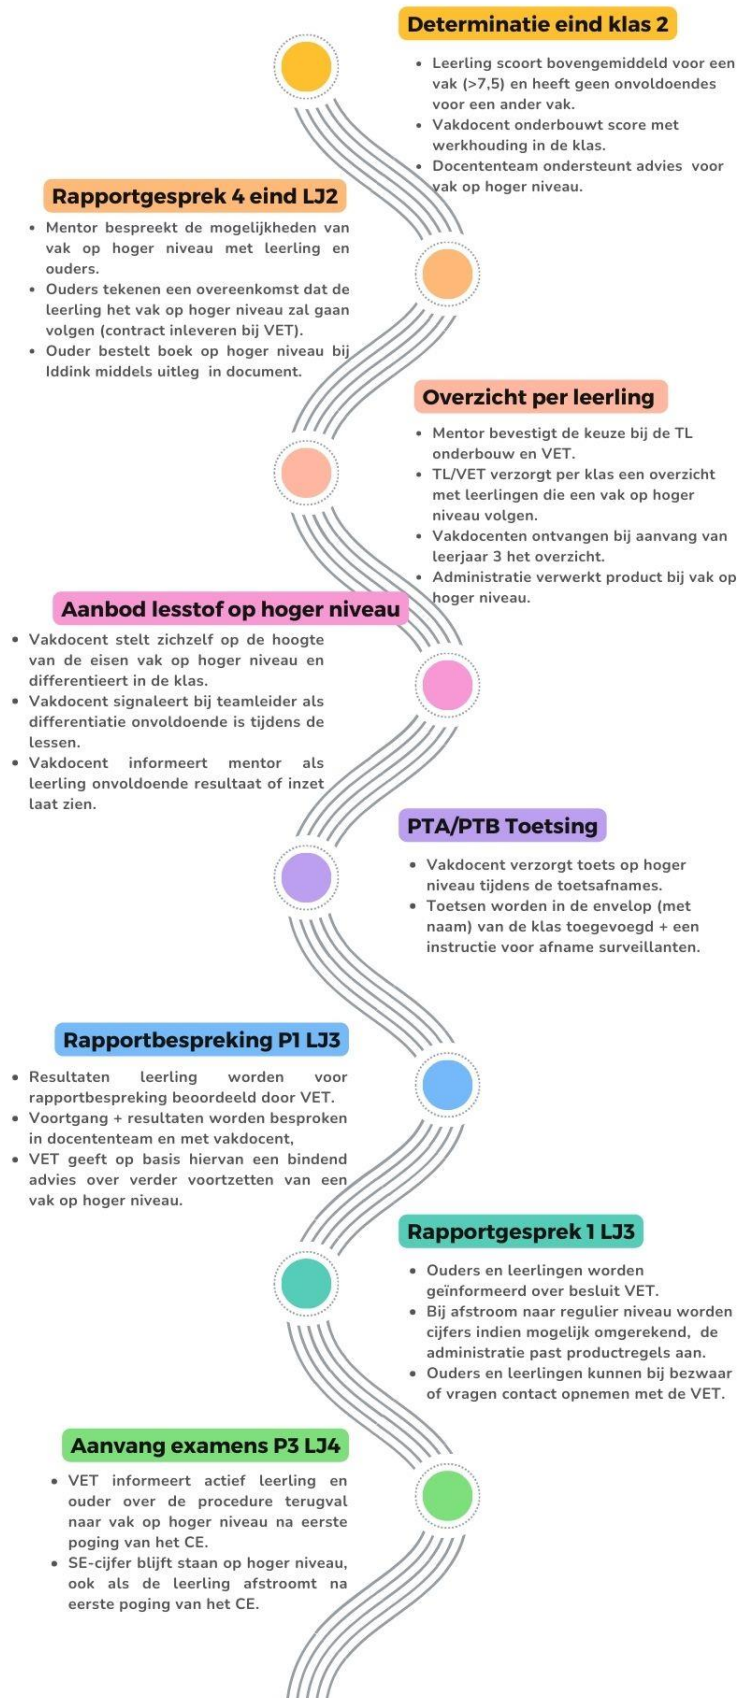 Determinatie eind klas 2
• Leerling scoort bovengemiddeld voor een
vak (>7,5) en heeft geen onvoldoendes
voor een ander vak.
• Vakdocent onderbouwt score met
werkhouding in de klas.
• Docententeam ondersteunt advies voor
vak op hoger niveau.
Rapportgesprek 4 eind LJ2
• Mentor bespreekt de mogelijkheden van
vak op hoger niveau met leerling en
ouders.
• Ouders tekenen een overeenkomst dat de
leerling het vak op hoger niveau zal gaan
volgen (contract inleveren bij VET).
• Ouder bestelt boek op hoger niveau bij
Iddink middels uitleg in document.
Overzicht per leerling
• Mentor bevestigt de keuze bij de TL
onderbouw en VET.
• TL/VET verzorgt per klas een overzicht
met leerlingen die een vak op hoger
niveau volgen.
• Vakdocenten ontvangen bij aanvang van
leerjaar 3 het overzicht.
• Administratie verwerkt product bij vak op
hoger niveau.
Aanbod lesstof op hoger niveau
• Vakdocent stelt zichzelf op de hoogte
van de eisen vak op hoger niveau en
differentieert in de klas.
• Vakdocent signaleert bij teamleider als
differentiatie onvoldoende is tijdens de
lessen.
• Vakdocent informeert mentor als
leerling onvoldoende resultaat of inzet
laat zien.
PTA/PTB Toetsing
• Vakdocent verzorgt toets op hoger
niveau tijdens de toetsafnames.
• Toetsen worden in de envelop (met
naam) van de klas toegevoegd + een
instructie voor afname surveillanten.
Rapportbespreking P1 LJ3
• Resultaten leerling worden voor
rapportbespreking beoordeeld door VET.
• Voortgang + resultaten worden besproken
in docententeam en met vakdocent,
• VET geeft op basis hiervan een bindend
advies over verder voortzetten van een
vak op hoger niveau.
Rapportgesprek 1 LJ3
• Ouders en leerlingen worden
geïnformeerd over besluit VET.
• Bij afstroom naar regulier niveau worden
cijfers indien mogelijk omgerekend, de
administratie past productregels aan.
• Ouders en leerlingen kunnen bij bezwaar
of vragen contact opnemen met de VET.
Aanvang examens P3 LJ4
• VET informeert actief leerling en
ouder over de procedure terugval
naar vak op hoger niveau na eerste
poging van het CE.
• SE-cijfer blijft staan op hoger niveau,
ook als de leerling afstroomt na
eerste poging van het CE.